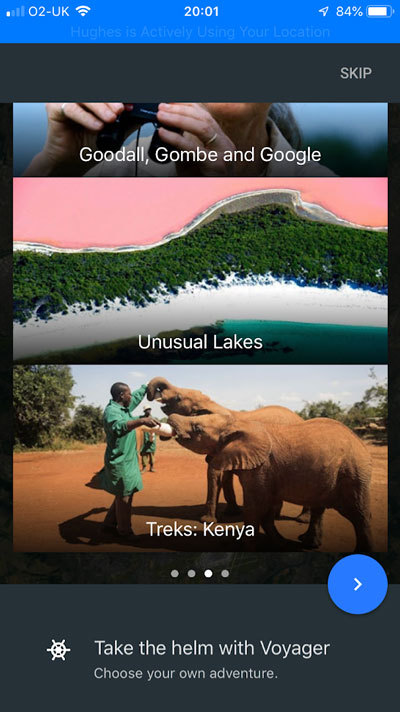 O2-UK 20:01 84%
Hughes is Actively Using Your Location
SKIP
Goodall, Gombe and Google
Unusual Lakes
Treks: Kenya
Take the helm with Voyager
Choose your own adventure.